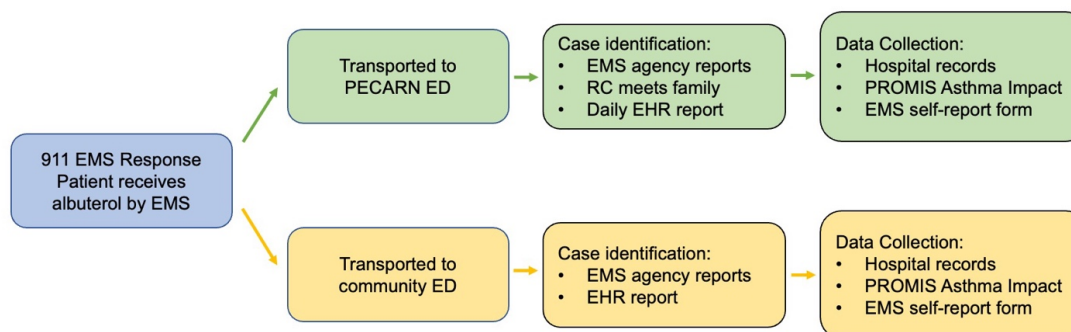 911 EMS Response
Patient receives
albuterol by EMS
Transported to
PECARN ED
Case identification:
• EMS agency reports
• RC meets family
• Daily EHR report
Data Collection:
• Hospital records
• PROMIS Asthma Impact
• EMS self-report form
Transported to
community ED
Case identification:
• EMS agency reports
• EHR report
Data Collection:
• Hospital records
• PROMIS Asthma Impact
• EMS self-report form